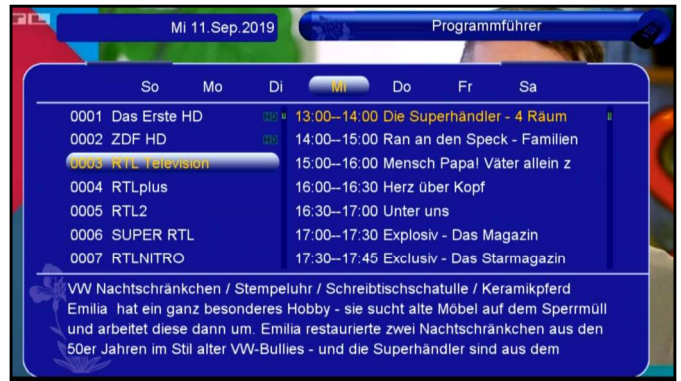 Mi 11.Sep.2019
Programmführer
So Mo Di Mi Do Fr Sa
0001 Das Erste HD HD
0002 ZDF HD HD
0003 RTL Television
0004 RTLplus
0005 RTL2
0006 SUPER RTL
0007 RTLNITRO
13:00--14:00 Die Superhändler - 4 Räum
14:00--15:00 Ran an den Speck - Familien
15:00--16:00 Mensch Papa! Väter allein z
16:00--16:30 Herz über Kopf
16:30--17:00 Unter uns
17:00--17:30 Explosiv - Das Magazin
17:30--17:45 Exclusiv - Das Starmagazin
VW Nachtschränkchen / Stempeluhr / Schreibtischschatulle / Keramikpferd
Emilia hat ein ganz besonderes Hobby - sie sucht alte Möbel auf dem Sperrmüll
und arbeitet diese dann um. Emilia restaurierte zwei Nachtschränkchen aus den
50er Jahren im Stil alter VW-Bullies - und die Superhändler sind aus dem